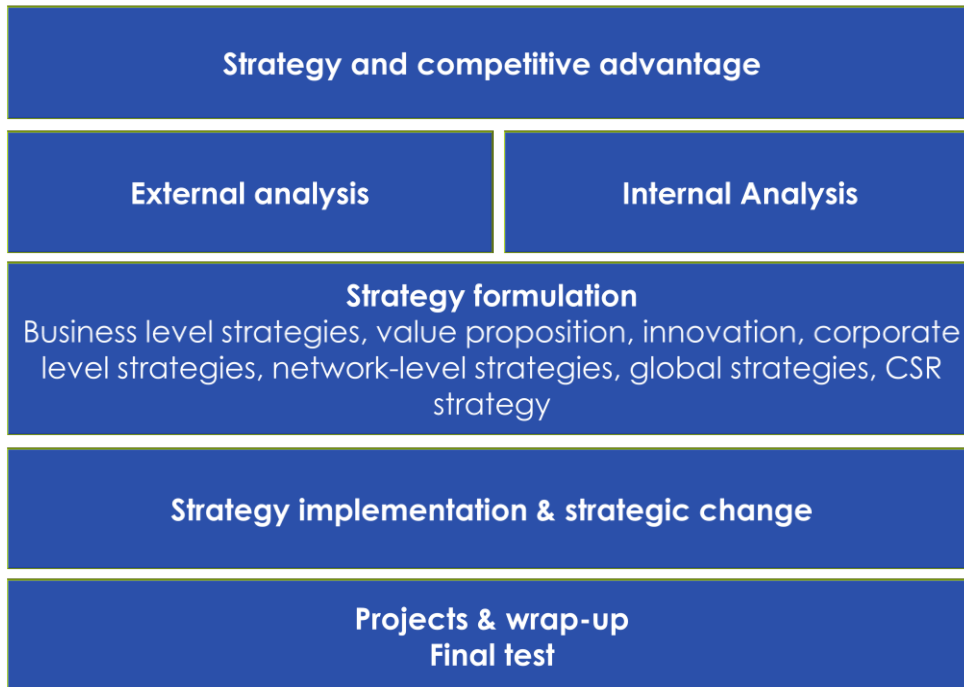 Strategy and competitive advantage
External analysis
Internal Analysis
Strategy formulation
Business level strategies, value proposition, innovation, corporate
level strategies, network-level strategies, global strategies, CSR
strategy
Strategy implementation & strategic change
Projects & wrap-up
Final test